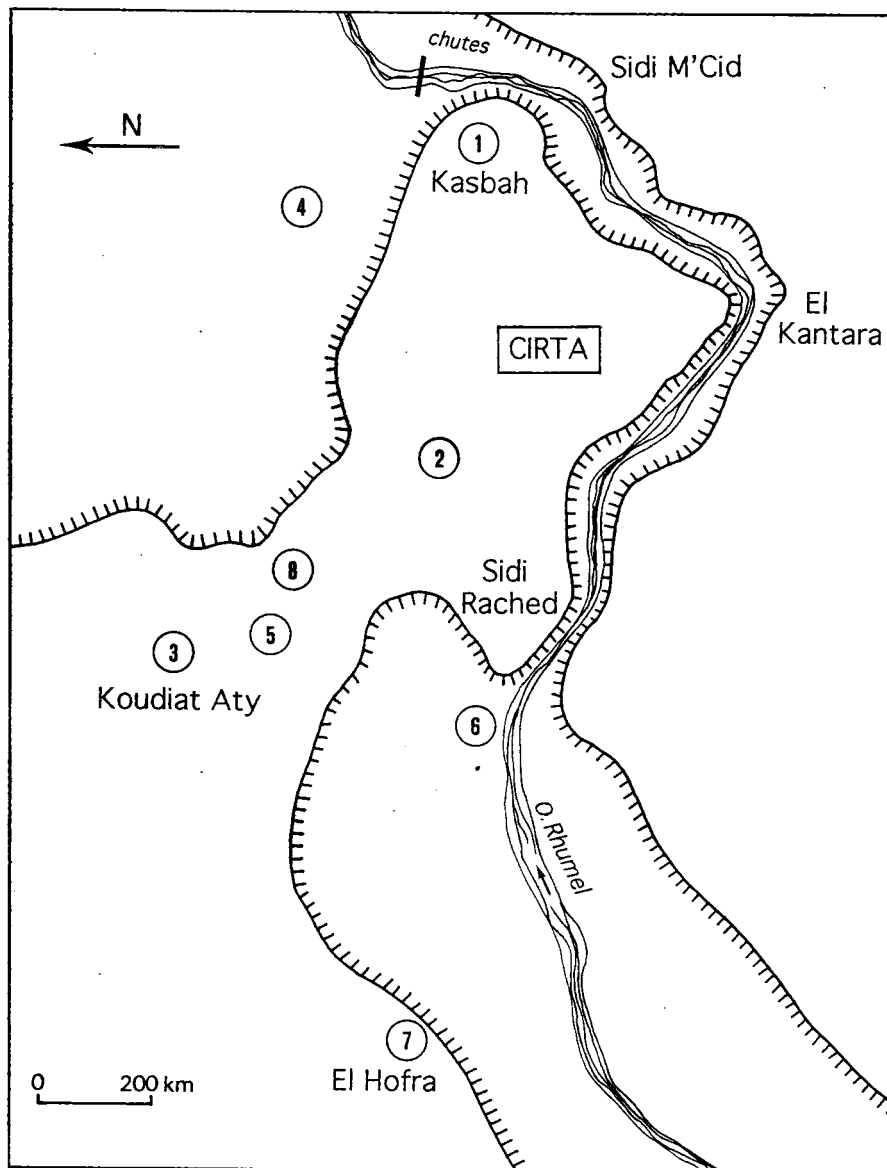 chutes
Sidi M'Cid
N
1
Kasbah
4
El
Kantara
CIRTA
2
8
Sidi
Rached
5
3
Koudiat Aty
6
O.Rhumel
7
El Hofra
0 200 km